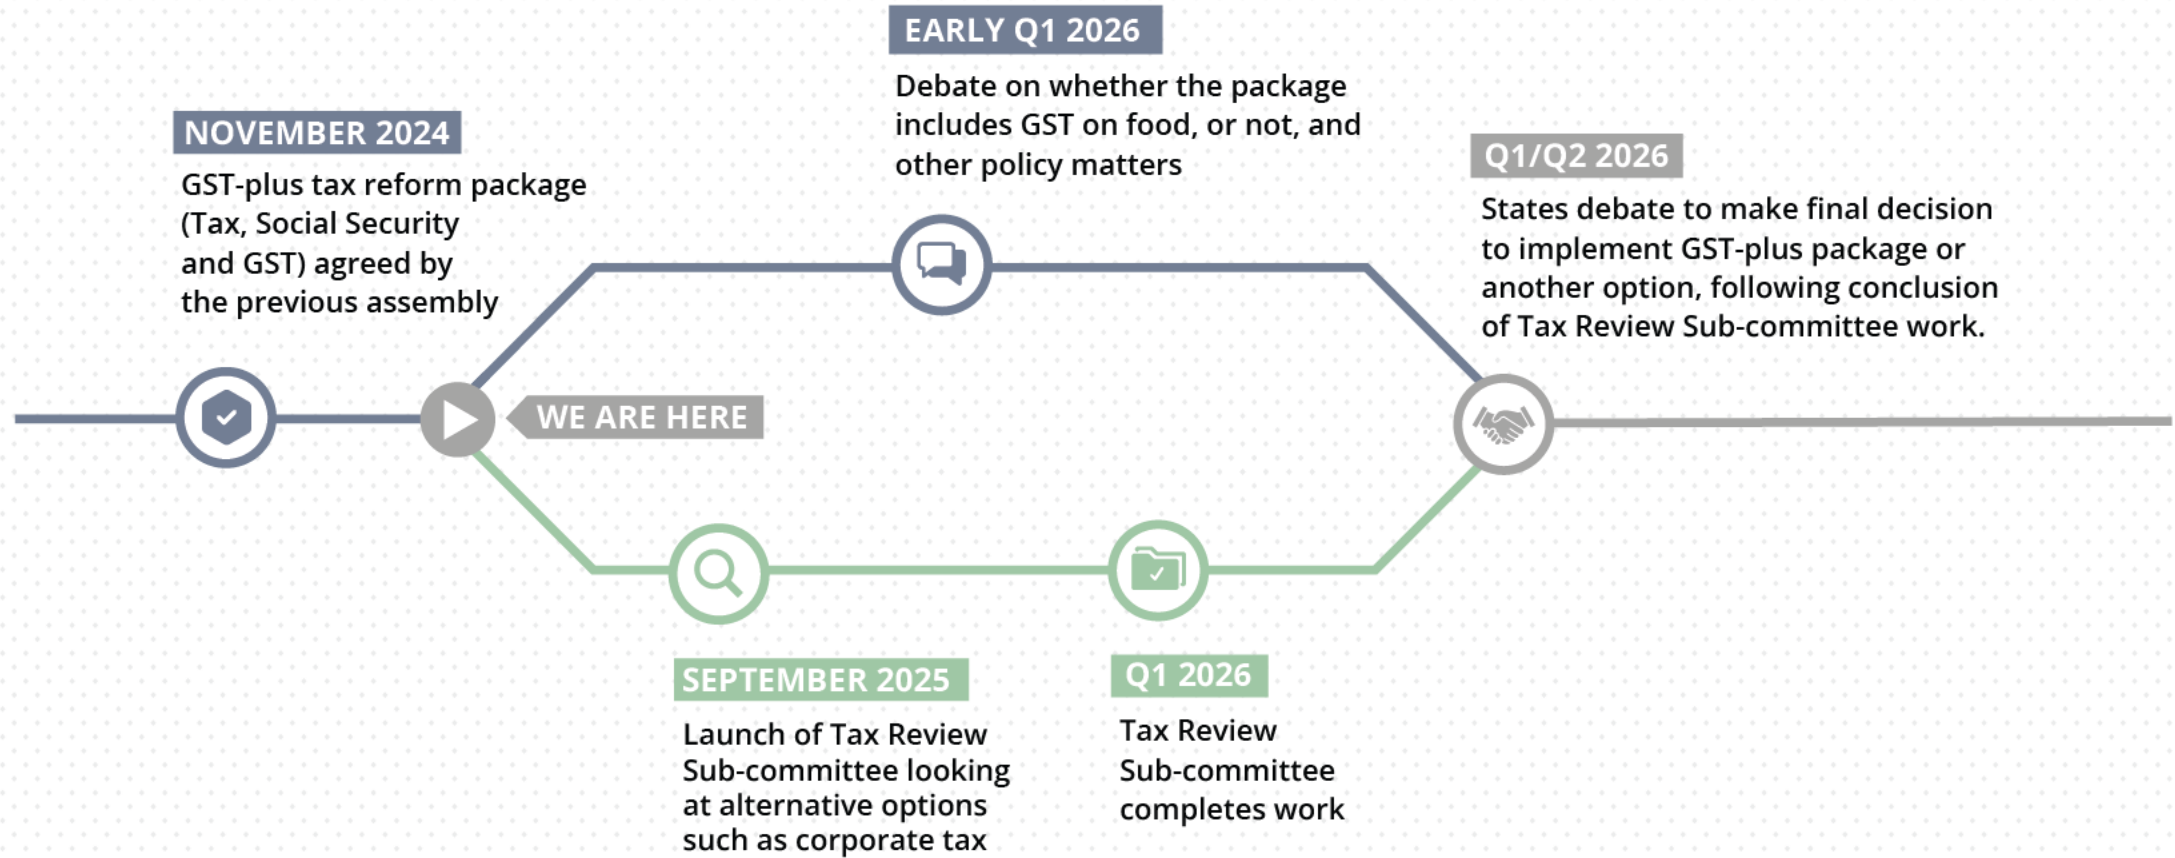 NOVEMBER 2024
GST-plus tax reform package
(Tax, Social Security
and GST) agreed by
the previous assembly
EARLY Q1 2026
Debate on whether the package
includes GST on food, or not, and
other policy matters
Q1/Q2 2026
States debate to make final decision
to implement GST-plus package or
another option, following conclusion
of Tax Review Sub-committee work.
WE ARE HERE
SEPTEMBER 2025
Launch of Tax Review
Sub-committee looking
at alternative options
such as corporate tax
Q1 2026
Tax Review
Sub-committee
completes work